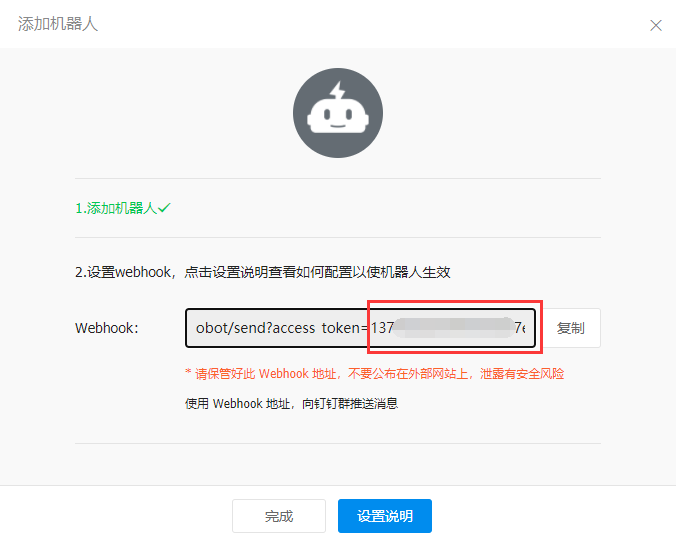 添加机器人
1.添加机器人
2.设置webhook，点击设置说明查看如何配置以使机器人生效
Webhook：
obot/send?access_token=137 7e
复制
* 请保管好此 Webhook 地址，不要公布在外部网站上，泄露有安全风险
使用 Webhook 地址，向钉钉群推送消息
完成
设置说明